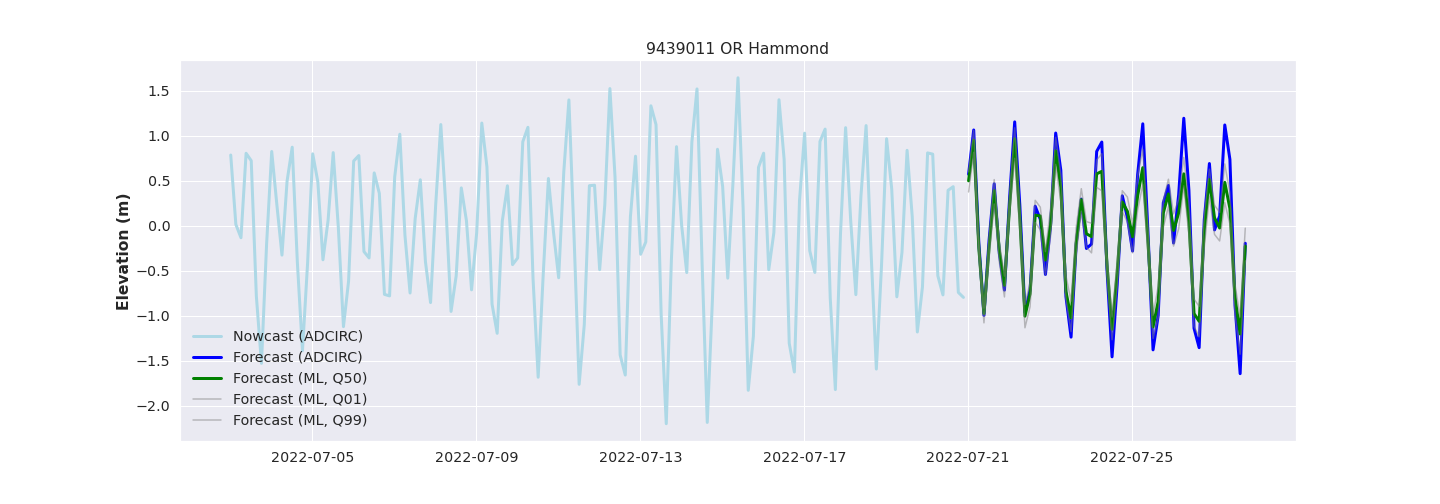 9439011 OR Hammond
Elevation (m)
1.5
1.0
0.5
0.0
−0.5
−1.0
−1.5
−2.0
Nowcast (ADCIRC)
Forecast (ADCIRC)
Forecast (ML, Q50)
Forecast (ML, Q01)
Forecast (ML, Q99)
2022-07-05
2022-07-09
2022-07-13
2022-07-17
2022-07-21
2022-07-25